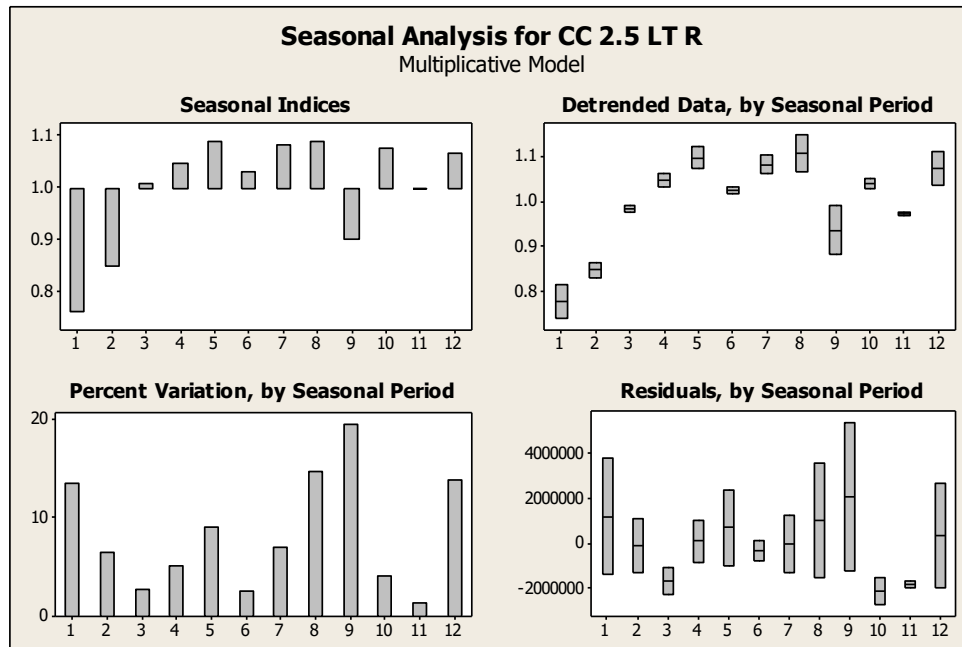 Seasonal Analysis for CC 2.5 LT R
Multiplicative Model
Seasonal Indices
1.1
1.0
0.9
0.8
1 2 3 4 5 6 7 8 9 10 11 12
Detrended Data, by Seasonal Period
1.1
1.0
0.9
0.8
1 2 3 4 5 6 7 8 9 10 11 12
Percent Variation, by Seasonal Period
20
10
0
1 2 3 4 5 6 7 8 9 10 11 12
Residuals, by Seasonal Period
4000000
2000000
0
-2000000
1 2 3 4 5 6 7 8 9 10 11 12